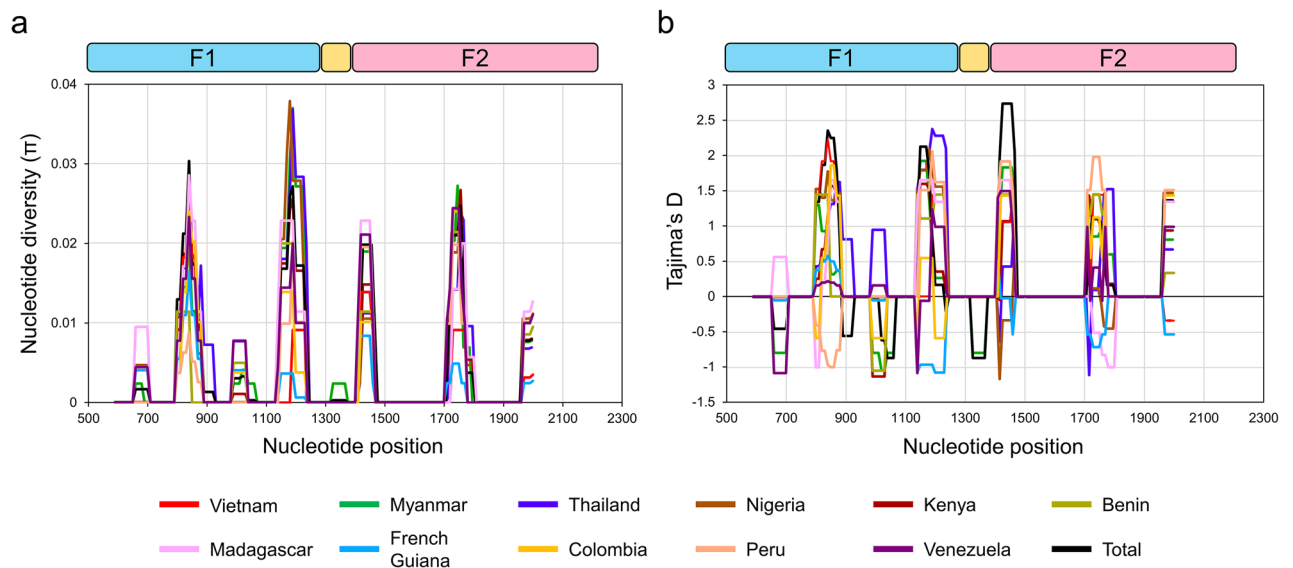 a
F1 F2
0.04
0.03
0.02
0.01
0
Nucleotide diversity (π)
500 700 900 1100 1300 1500 1700 1900 2100 2300
Nucleotide position
b
F1 F2
3
2.5
2
1.5
1
0.5
0
-0.5
-1
-1.5
Tajima's D
500 700 900 1100 1300 1500 1700 1900 2100 2300
Nucleotide position
Vietnam Myanmar Thailand Nigeria Kenya Benin
Madagascar French Guiana Colombia Peru Venezuela Total